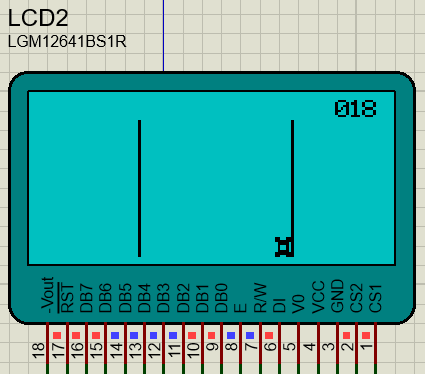 LCD2
LGM12641BS1R
018
-Vout
RST
DB7
DB6
DB5
DB4
DB3
DB2
DB1
DB0
E
R/W
DI
V0
VCC
GND
CS2
CS1
18
17
16
15
14
13
12
11
10
9
8
7
6
5
4
3
2
1